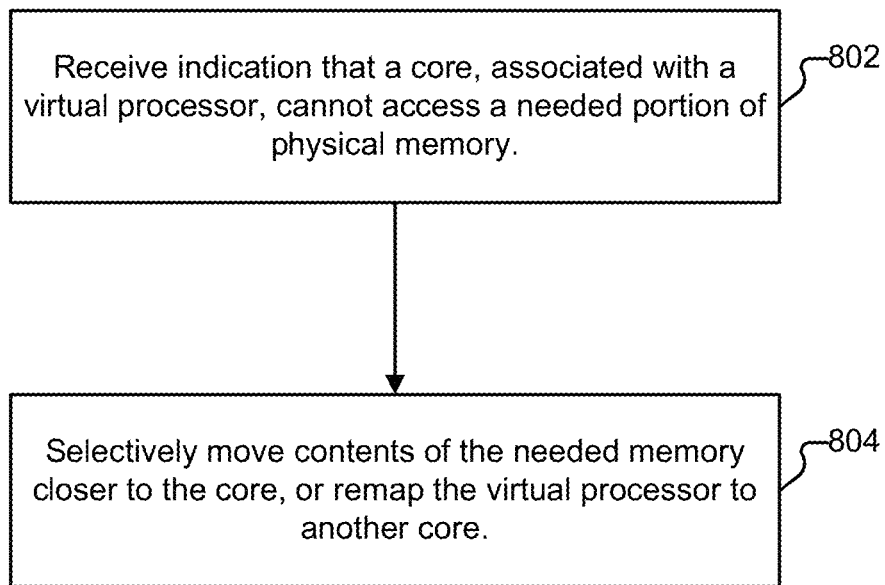 Receive indication that a core, associated with a
virtual processor, cannot access a needed portion of
physical memory.
802
Selectively move contents of the needed memory
closer to the core, or remap the virtual processor to
another core.
804